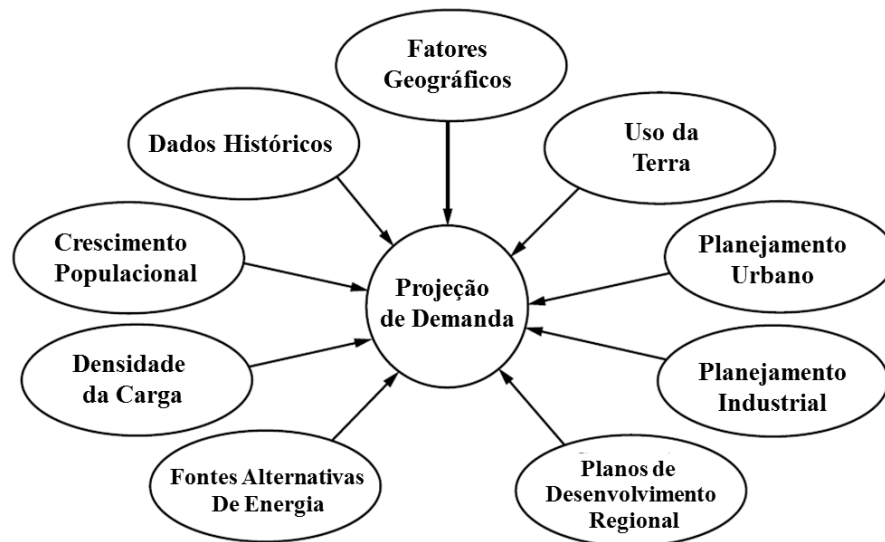 Fatores
Geográficos
Dados Históricos
Uso da
Terra
Crescimento
Populacional
Planejamento
Urbano
Projeção
de Demanda
Densidade
da Carga
Planejamento
Industrial
Fontes Alternativas
De Energia
Planos de
Desenvolvimento
Regional